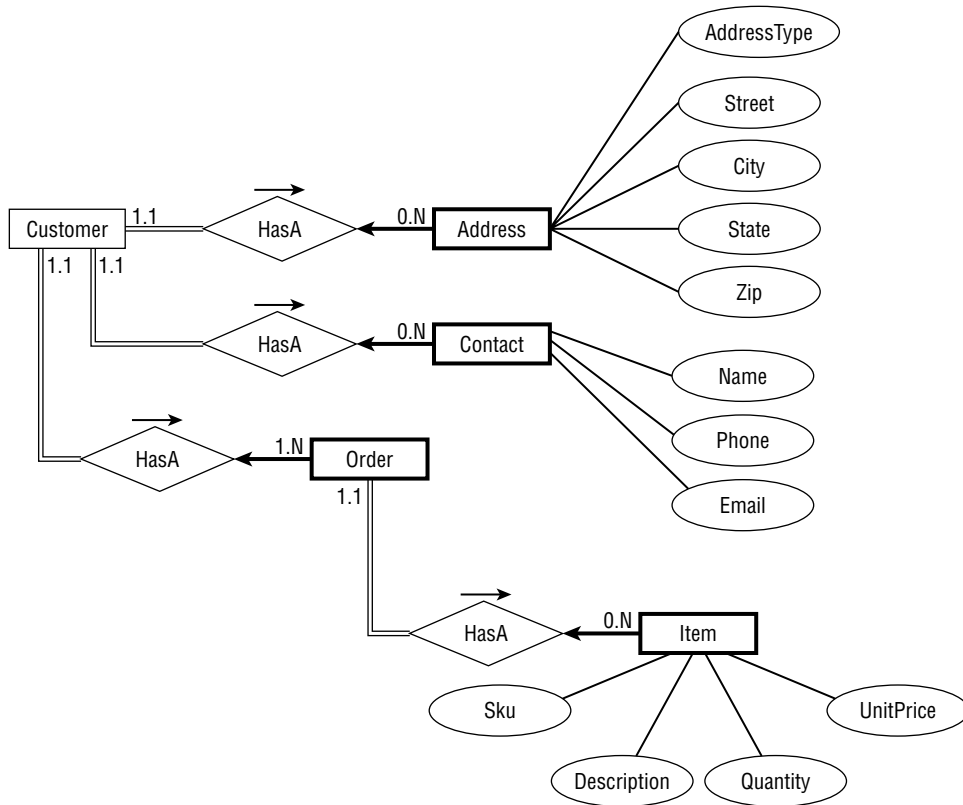 AddressType
Street
City
State
Zip
Customer
1.1
HasA
0.N
Address
1.1
1.1
HasA
0.N
Contact
Name
Phone
Email
HasA
1.N
Order
1.1
HasA
0.N
Item
Sku
UnitPrice
Description
Quantity